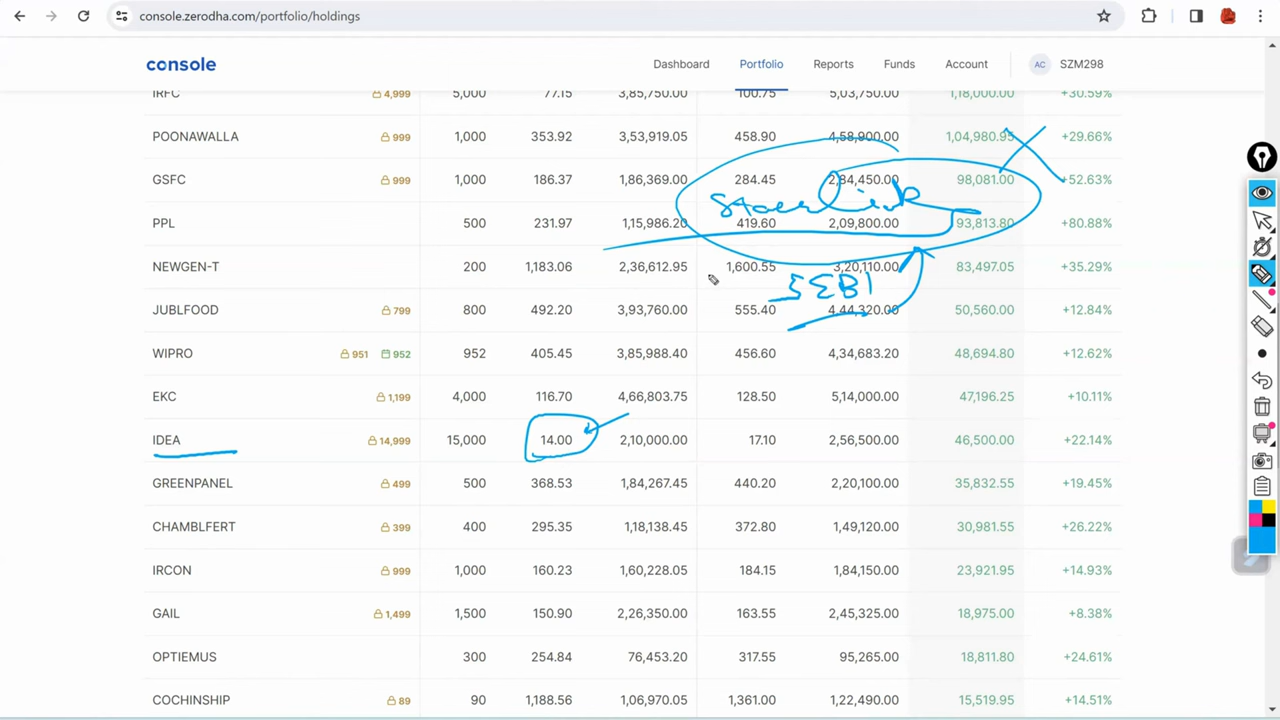 console.zerodha.com/portfolio/holdings
console Dashboard Portfolio Reports Funds Account AC SZM298
IRFC 4,999 5,000 77.15 3,85,750.00 100.75 5,03,750.00 1,18,000.00 +30.59%
POONAWALLA 999 1,000 353.92 3,53,919.05 458.90 4,58,900.00 1,04,980.95 +29.66%
GSFC 999 1,000 186.37 1,86,369.00 284.45 2,84,450.00 98,081.00 +52.63%
Starlink
PPL 500 231.97 1,15,986.20 419.60 2,09,800.00 93,813.80 +80.88%
NEWGEN-T 200 1,183.06 2,36,612.95 1,600.55 3,20,110.00 83,497.05 +35.29%
SEBI
JUBLFOOD 799 800 492.20 3,93,760.00 555.40 4,44,320.00 50,560.00 +12.84%
WIPRO 951 952 952 405.45 3,85,988.40 456.60 4,34,683.20 48,694.80 +12.62%
EKC 1,199 4,000 116.70 4,66,803.75 128.50 5,14,000.00 47,196.25 +10.11%
IDEA 14,999 15,000 14.00 2,10,000.00 17.10 2,56,500.00 46,500.00 +22.14%
GREENPANEL 499 500 368.53 1,84,267.45 440.20 2,20,100.00 35,832.55 +19.45%
CHAMBLFERT 399 400 295.35 1,18,138.45 372.80 1,49,120.00 30,981.55 +26.22%
IRCON 999 1,000 160.23 1,60,228.05 184.15 1,84,150.00 23,921.95 +14.93%
GAIL 1,499 1,500 150.90 2,26,350.00 163.55 2,45,325.00 18,975.00 +8.38%
OPTIEMUS 300 254.84 76,453.20 317.55 95,265.00 18,811.80 +24.61%
COCHINSHIP 89 90 1,188.56 1,06,970.05 1,361.00 1,22,490.00 15,519.95 +14.51%